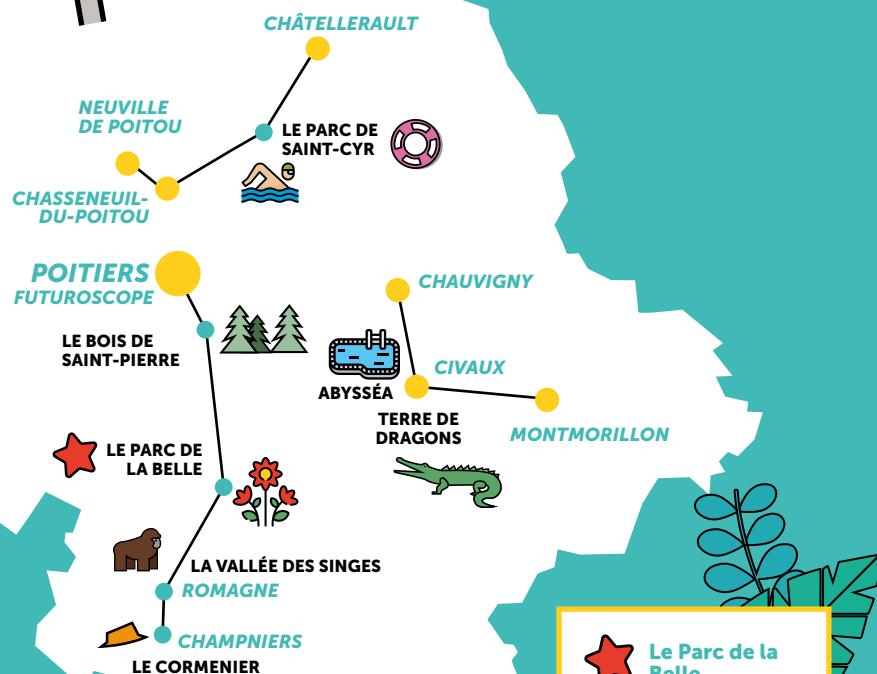 CHÂTELLERAULT
NEUVILLE
DE POITOU
LE PARC DE
SAINT-CYR
CHASSENEUIL-
DU-POITOU
POITIERS
FUTUROSCOPE
CHAUVIGNY
LE BOIS DE
SAINT-PIERRE
CIVAUX
ABYSSÉA
TERRE DE
DRAGONS
MONTMORILLON
LE PARC DE
LA BELLE
LA VALLÉE DES SINGES
ROMAGNE
CHAMPNIERS
LE CORMENIER
Le Parc de la
Belle